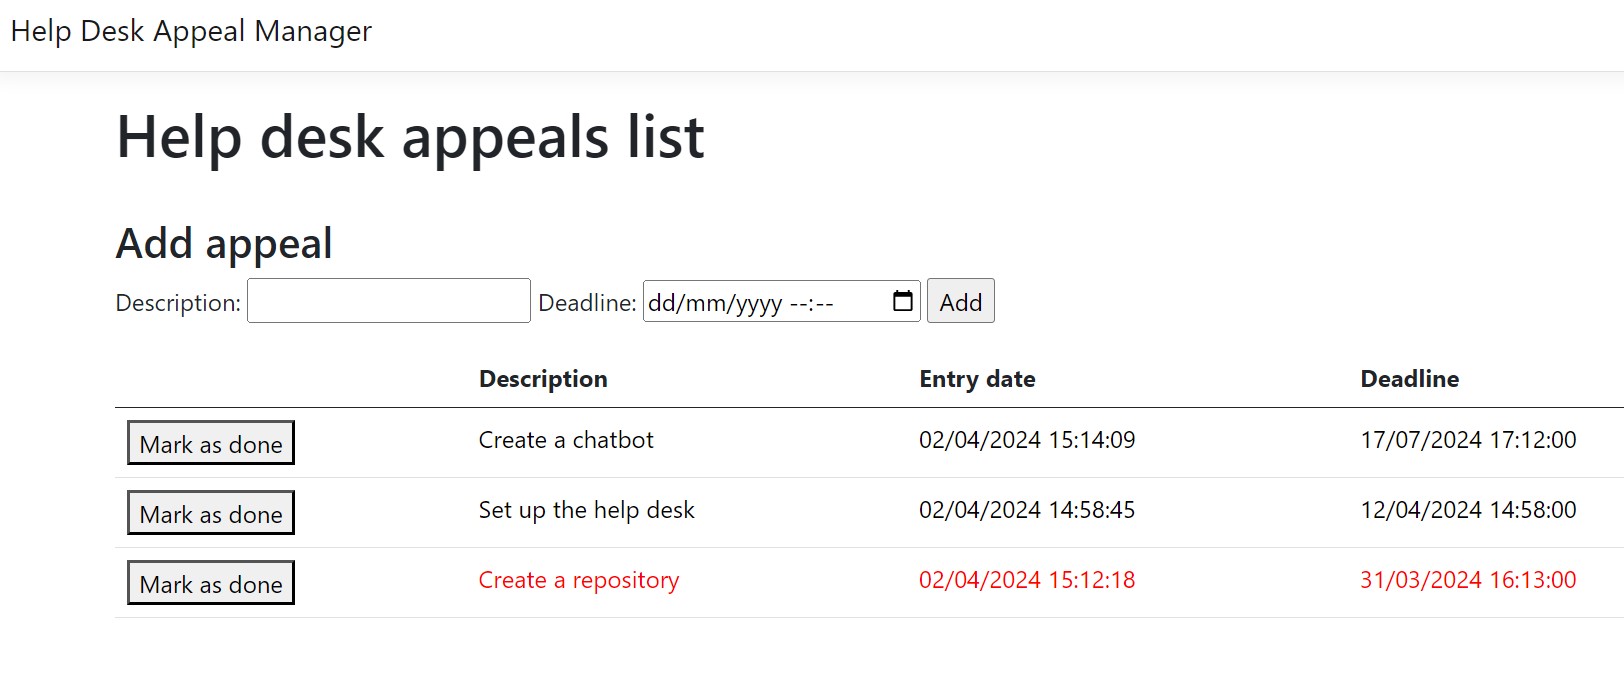 Help Desk Appeal Manager
Help desk appeals list
Add appeal
Description: Deadline: dd/mm/yyyy --:-- Add
Description Entry date Deadline
Mark as done Create a chatbot 02/04/2024 15:14:09 17/07/2024 17:12:00
Mark as done Set up the help desk 02/04/2024 14:58:45 12/04/2024 14:58:00
Mark as done Create a repository 02/04/2024 15:12:18 31/03/2024 16:13:00